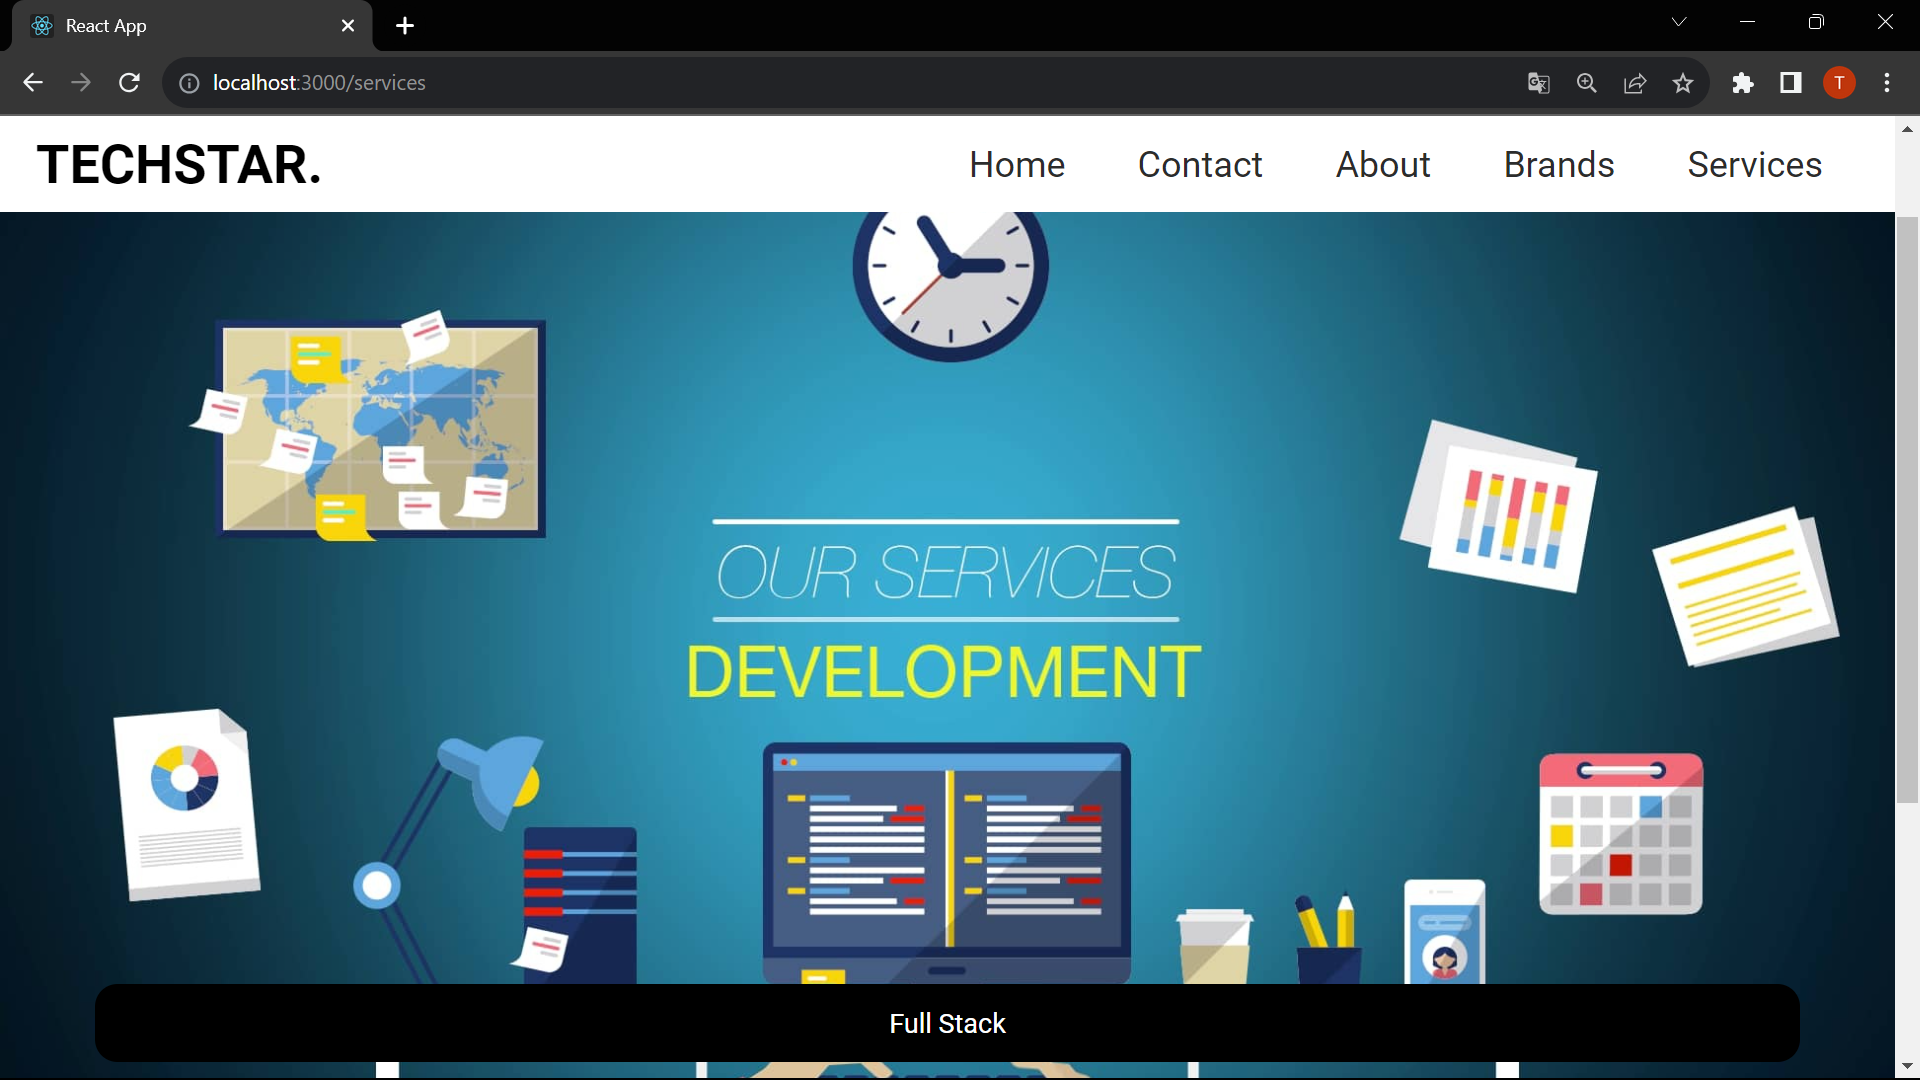 React App
localhost:3000/services
T
TECHSTAR.
Home Contact About Brands Services
OUR SERVICES
DEVELOPMENT
Full Stack